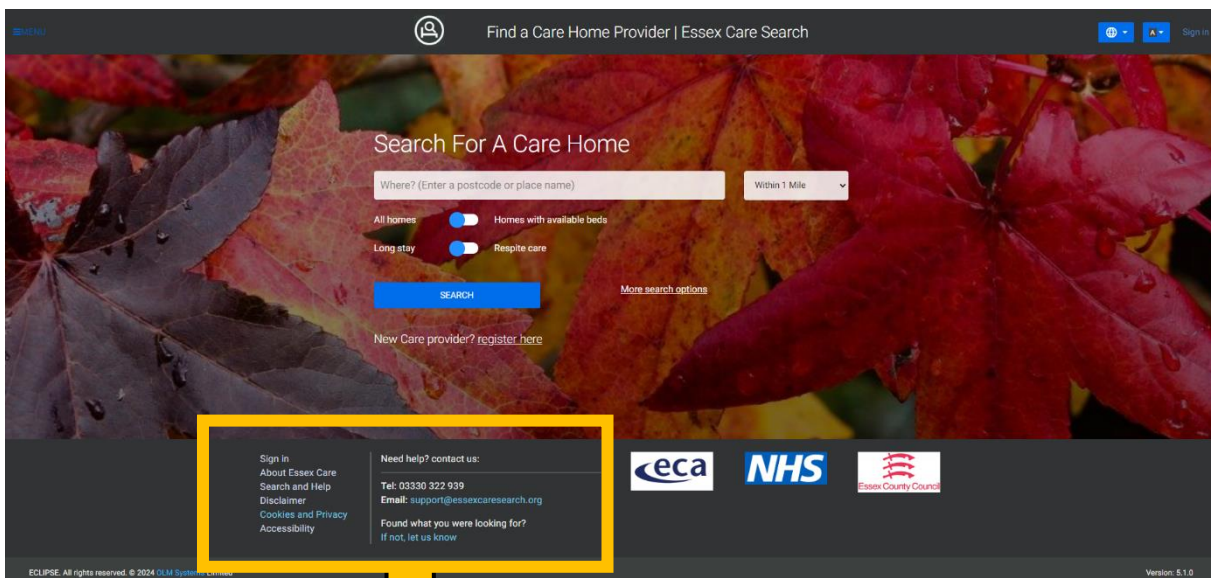 MENU
Find a Care Home Provider | Essex Care Search
A
Sign in
Search For A Care Home
Where? (Enter a postcode or place name)
Within 1 Mile
All homes
Homes with available beds
Long stay
Respite care
SEARCH
More search options
New Care provider? register here
Sign in
About Essex Care
Search and Help
Disclaimer
Cookies and Privacy
Accessibility
Need help? contact us:
Tel: 03330 322 939
Email: support@essexcaresearch.org
Found what you were looking for?
If not, let us know
eca
NHS
Essex County Council
ECLIPSE. All rights reserved. © 2024 OLM Systems Limited
Version: 5.1.0